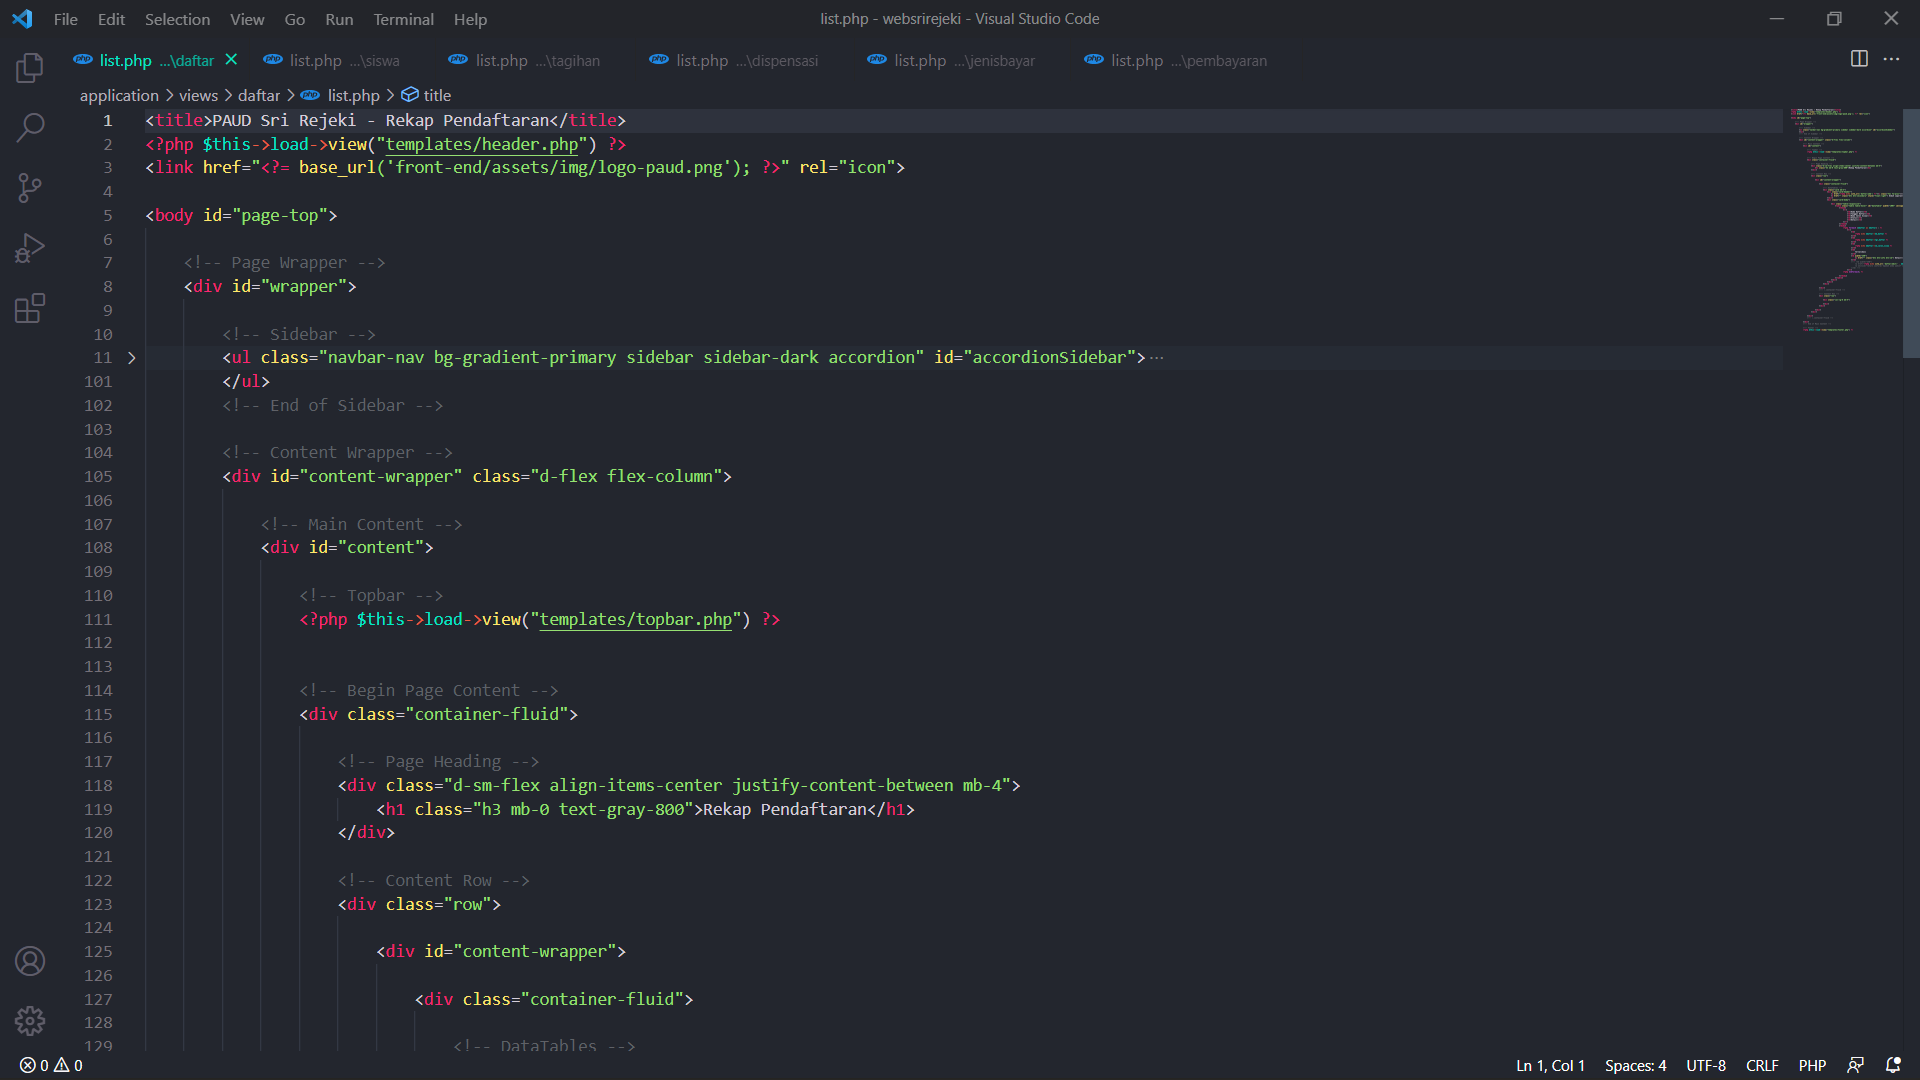 File Edit Selection View Go Run Terminal Help list.php - websrirejeki - Visual Studio Code
list.php ...\daftar list.php ...\siswa list.php ...\tagihan list.php ...\dispensasi list.php ...\jenisbayar list.php ...\pembayaran
application > views > daftar > list.php > title
1 <title>PAUD Sri Rejeki - Rekap Pendaftaran</title>
2 <?php $this->load->view("templates/header.php") ?>
3 <link href="<?= base_url('front-end/assets/img/logo-paud.png'); ?>" rel="icon">
4
5 <body id="page-top">
6
7 <!-- Page Wrapper -->
8 <div id="wrapper">
9
10 <!-- Sidebar -->
11 <ul class="navbar-nav bg-gradient-primary sidebar sidebar-dark accordion" id="accordionSidebar">···
101 </ul>
102 <!-- End of Sidebar -->
103
104 <!-- Content Wrapper -->
105 <div id="content-wrapper" class="d-flex flex-column">
106
107 <!-- Main Content -->
108 <div id="content">
109
110 <!-- Topbar -->
111 <?php $this->load->view("templates/topbar.php") ?>
112
113
114 <!-- Begin Page Content -->
115 <div class="container-fluid">
116
117 <!-- Page Heading -->
118 <div class="d-sm-flex align-items-center justify-content-between mb-4">
119 <h1 class="h3 mb-0 text-gray-800">Rekap Pendaftaran</h1>
120 </div>
121
122 <!-- Content Row -->
123 <div class="row">
124
125 <div id="content-wrapper">
126
127 <div class="container-fluid">
128
129 <!-- DataTables -->
0 0 Ln 1, Col 1 Spaces: 4 UTF-8 CRLF PHP